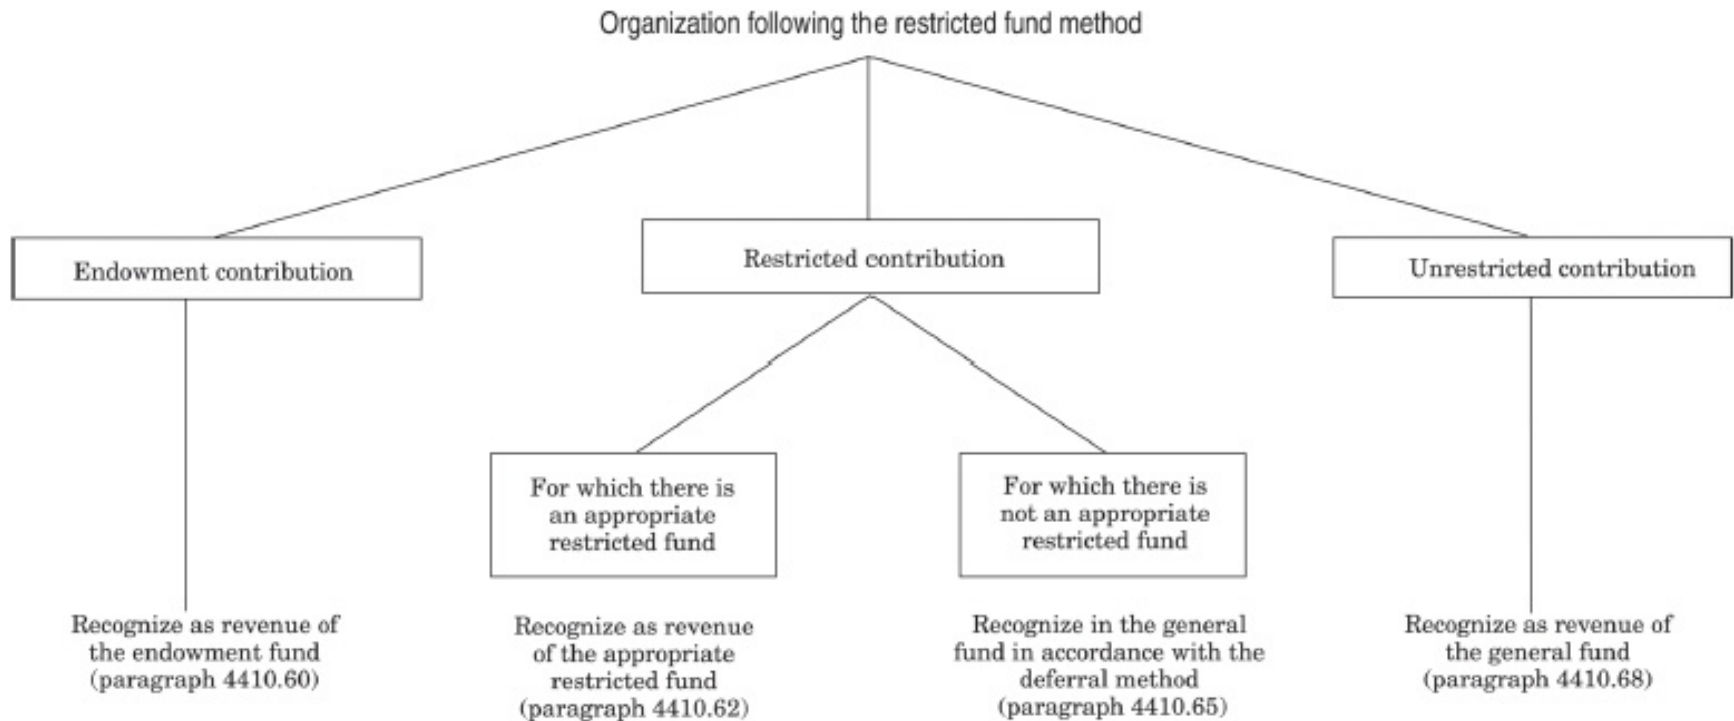 Organization following the restricted fund method
Endowment contribution
Restricted contribution
Unrestricted contribution
For which there is
an appropriate
restricted fund
For which there is
not an appropriate
restricted fund
Recognize as revenue of
the endowment fund
(paragraph 4410.60)
Recognize as revenue
of the appropriate
restricted fund
(paragraph 4410.62)
Recognize in the general
fund in accordance with the
deferral method
(paragraph 4410.65)
Recognize as revenue of
the general fund
(paragraph 4410.68)